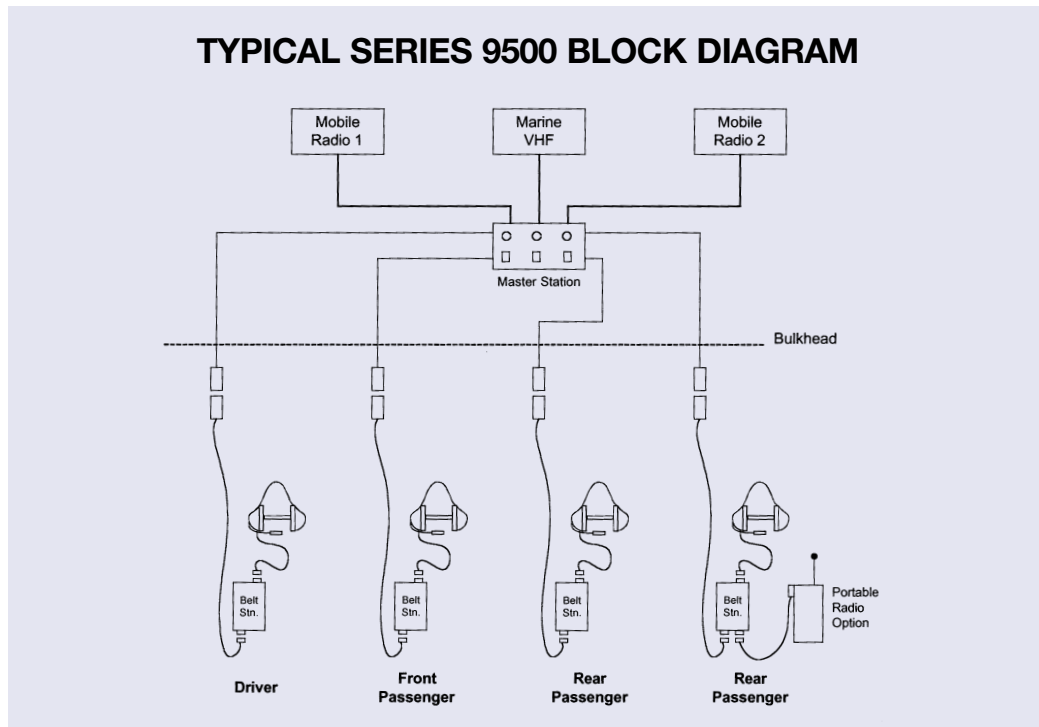 TYPICAL SERIES 9500 BLOCK DIAGRAM
Mobile
Radio 1
Marine
VHF
Mobile
Radio 2
Master Station
Bulkhead
Belt
Stn.
Belt
Stn.
Belt
Stn.
Belt
Stn.
Portable
Radio
Option
Driver
Front
Passenger
Rear
Passenger
Rear
Passenger